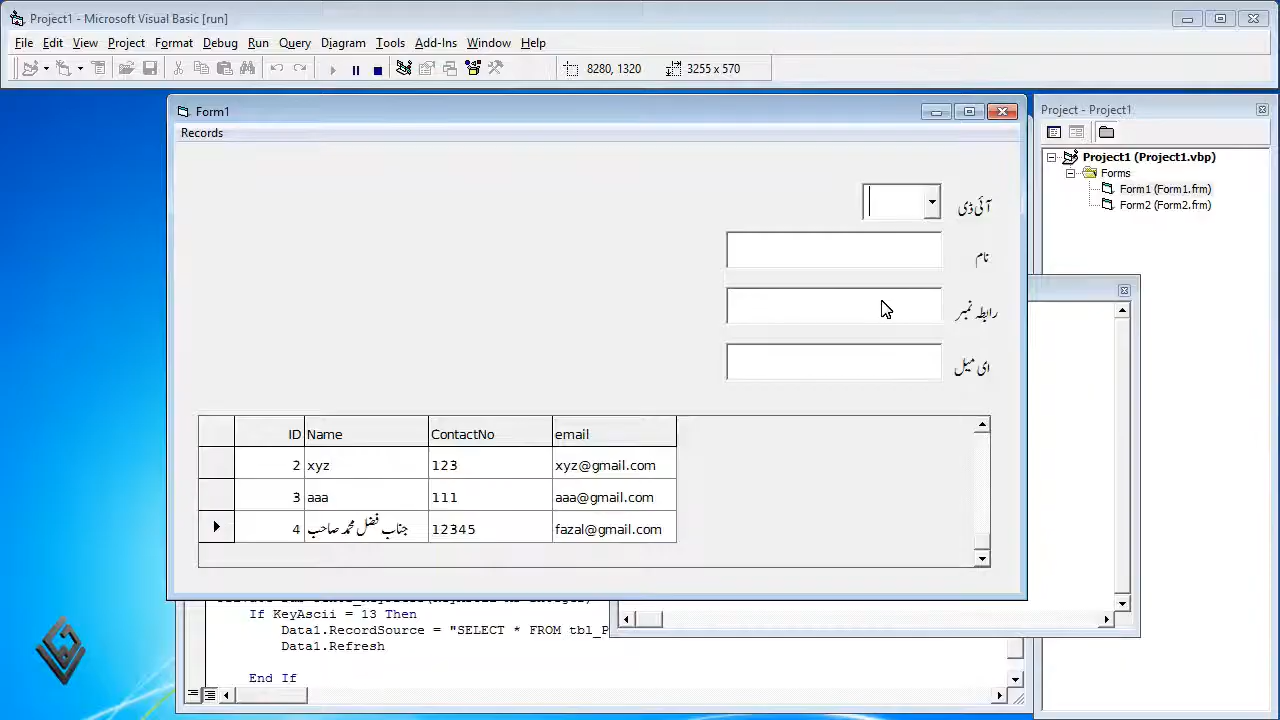 Project1 - Microsoft Visual Basic [run]
File Edit View Project Format Debug Run Query Diagram Tools Add-Ins Window Help
8280, 1320 3255 x 570
Form1
Records
آئی ڈی
نام
رابطہ نمبر
ای میل
ID Name ContactNo email
2 xyz 123 xyz@gmail.com
3 aaa 111 aaa@gmail.com
4 جناب فضل محمد صاحب 12345 fazal@gmail.com
If KeyAscii = 13 Then
Data1.RecordSource = "SELECT * FROM tbl_P
Data1.Refresh
End If
Project - Project1
Project1 (Project1.vbp)
Forms
Form1 (Form1.frm)
Form2 (Form2.frm)